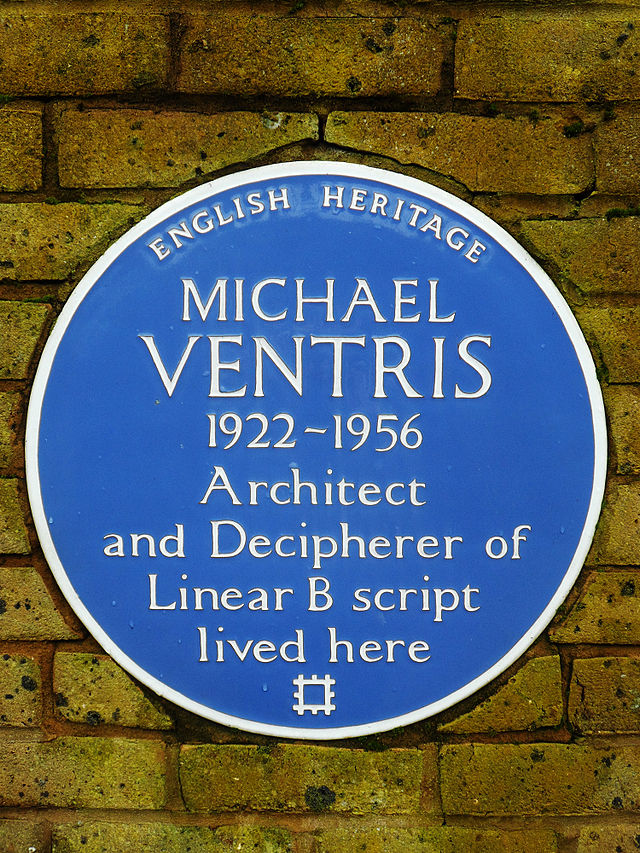 ENGLISH HERITAGE
MICHAEL
VENTRIS
1922~1956
Architect
and Decipherer of
Linear B script
lived here